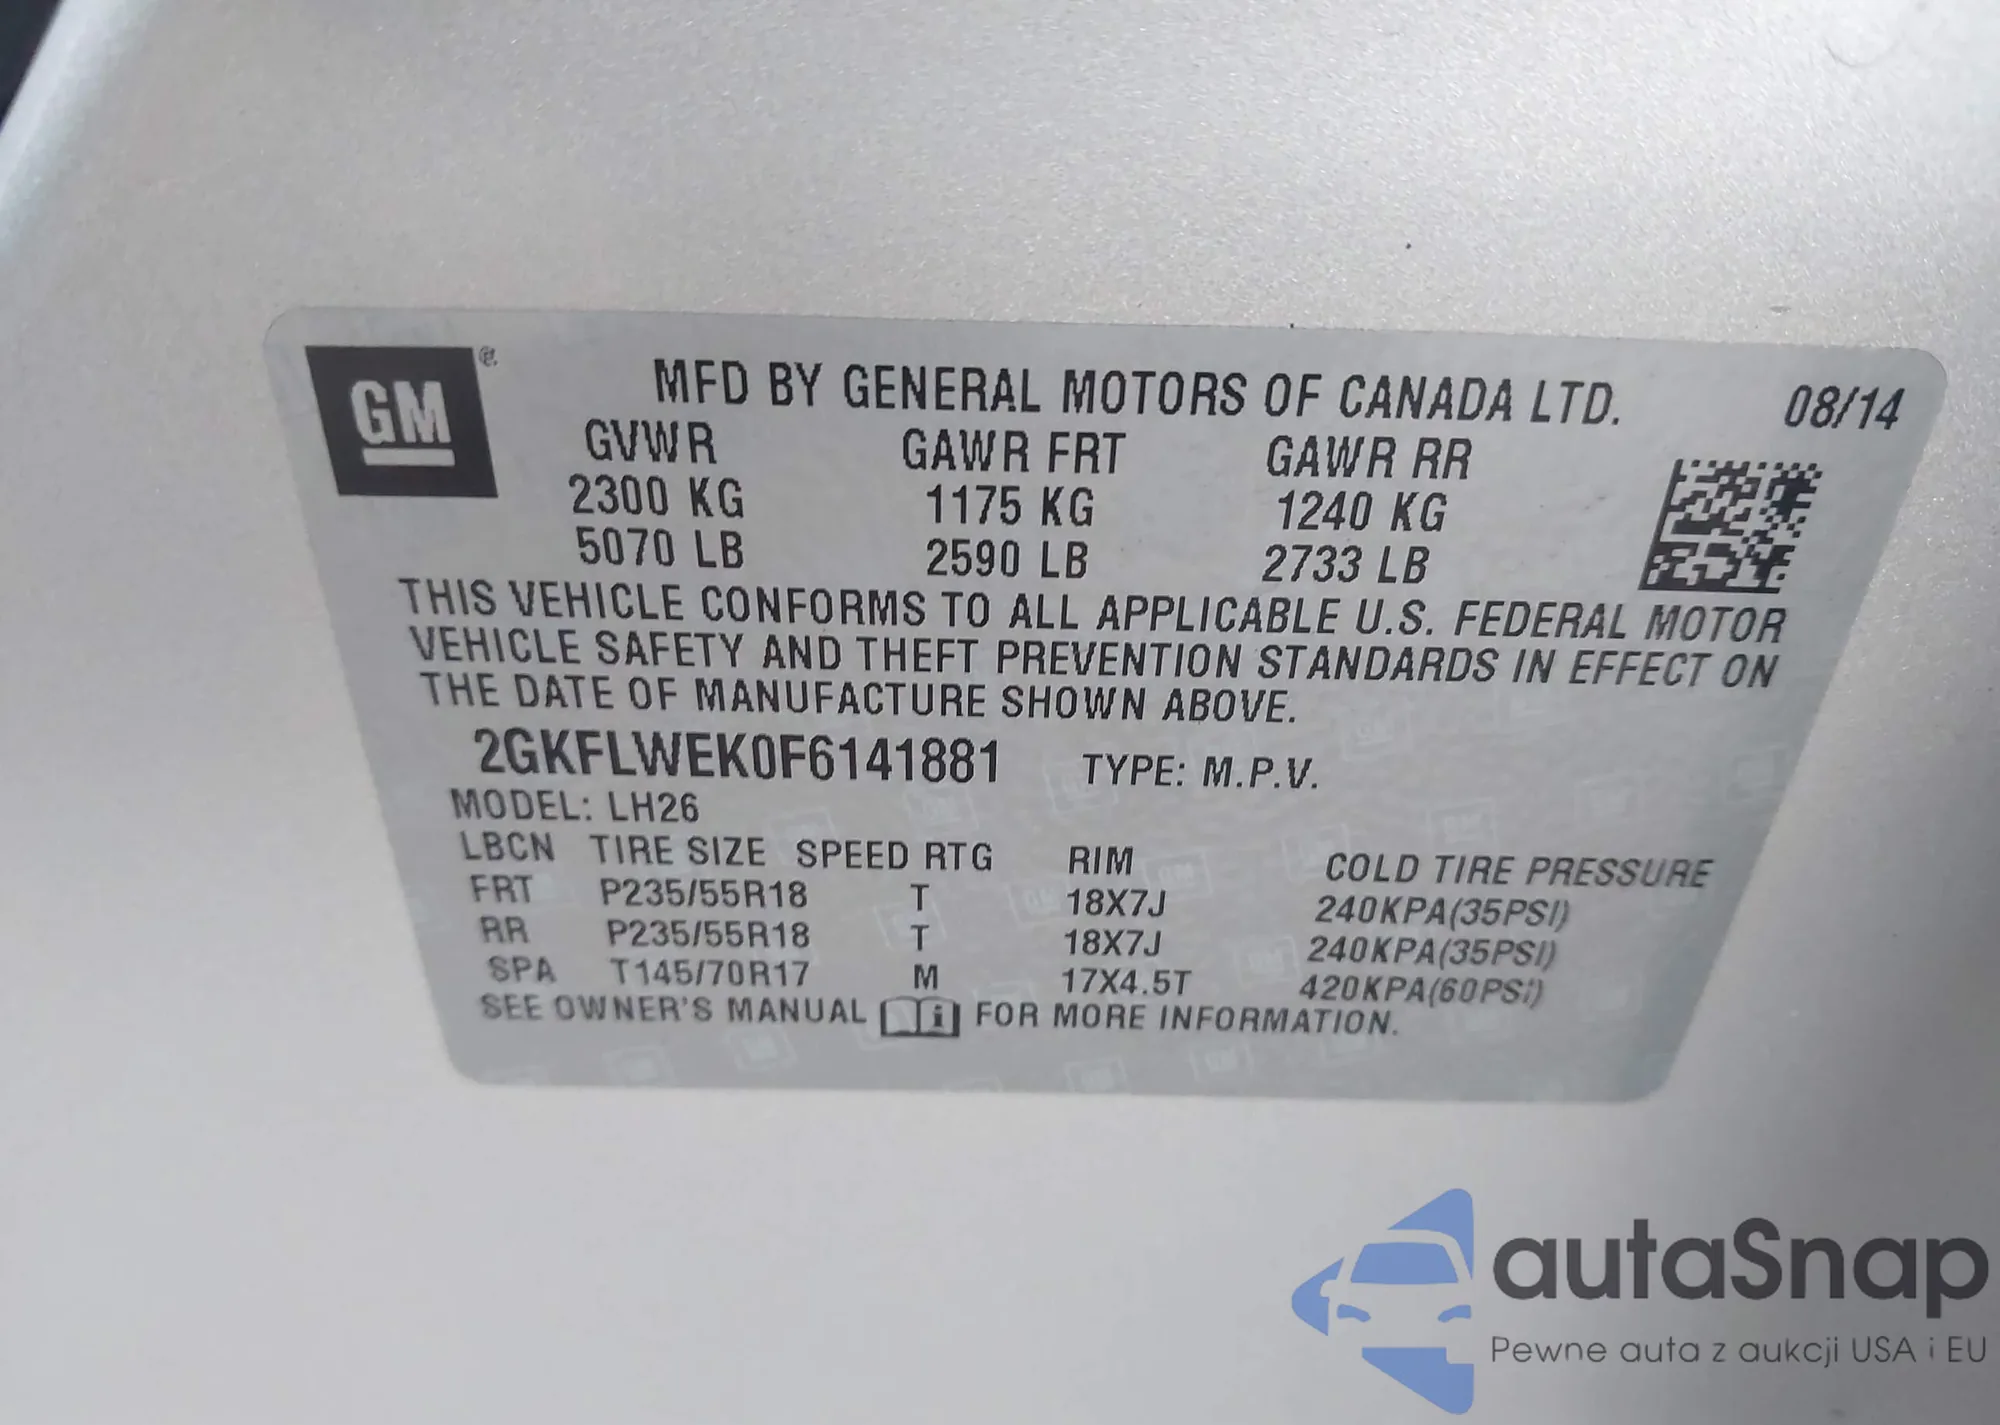 GM
MFD BY GENERAL MOTORS OF CANADA LTD. 08/14
GVWR GAWR FRT GAWR RR
2300 KG 1175 KG 1240 KG
5070 LB 2590 LB 2733 LB
THIS VEHICLE CONFORMS TO ALL APPLICABLE U.S. FEDERAL MOTOR
VEHICLE SAFETY AND THEFT PREVENTION STANDARDS IN EFFECT ON
THE DATE OF MANUFACTURE SHOWN ABOVE.
2GKFLWEK0F6141881 TYPE: M.P.V.
MODEL: LH26
LBCN TIRE SIZE SPEED RTG RIM COLD TIRE PRESSURE
FRT P235/55R18 T 18X7J 240KPA(35PSI)
RR P235/55R18 T 18X7J 240KPA(35PSI)
SPA T145/70R17 M 17X4.5T 420KPA(60PSI)
SEE OWNER'S MANUAL i FOR MORE INFORMATION.
autaSnap
Pewne auta z aukcji USA i EU